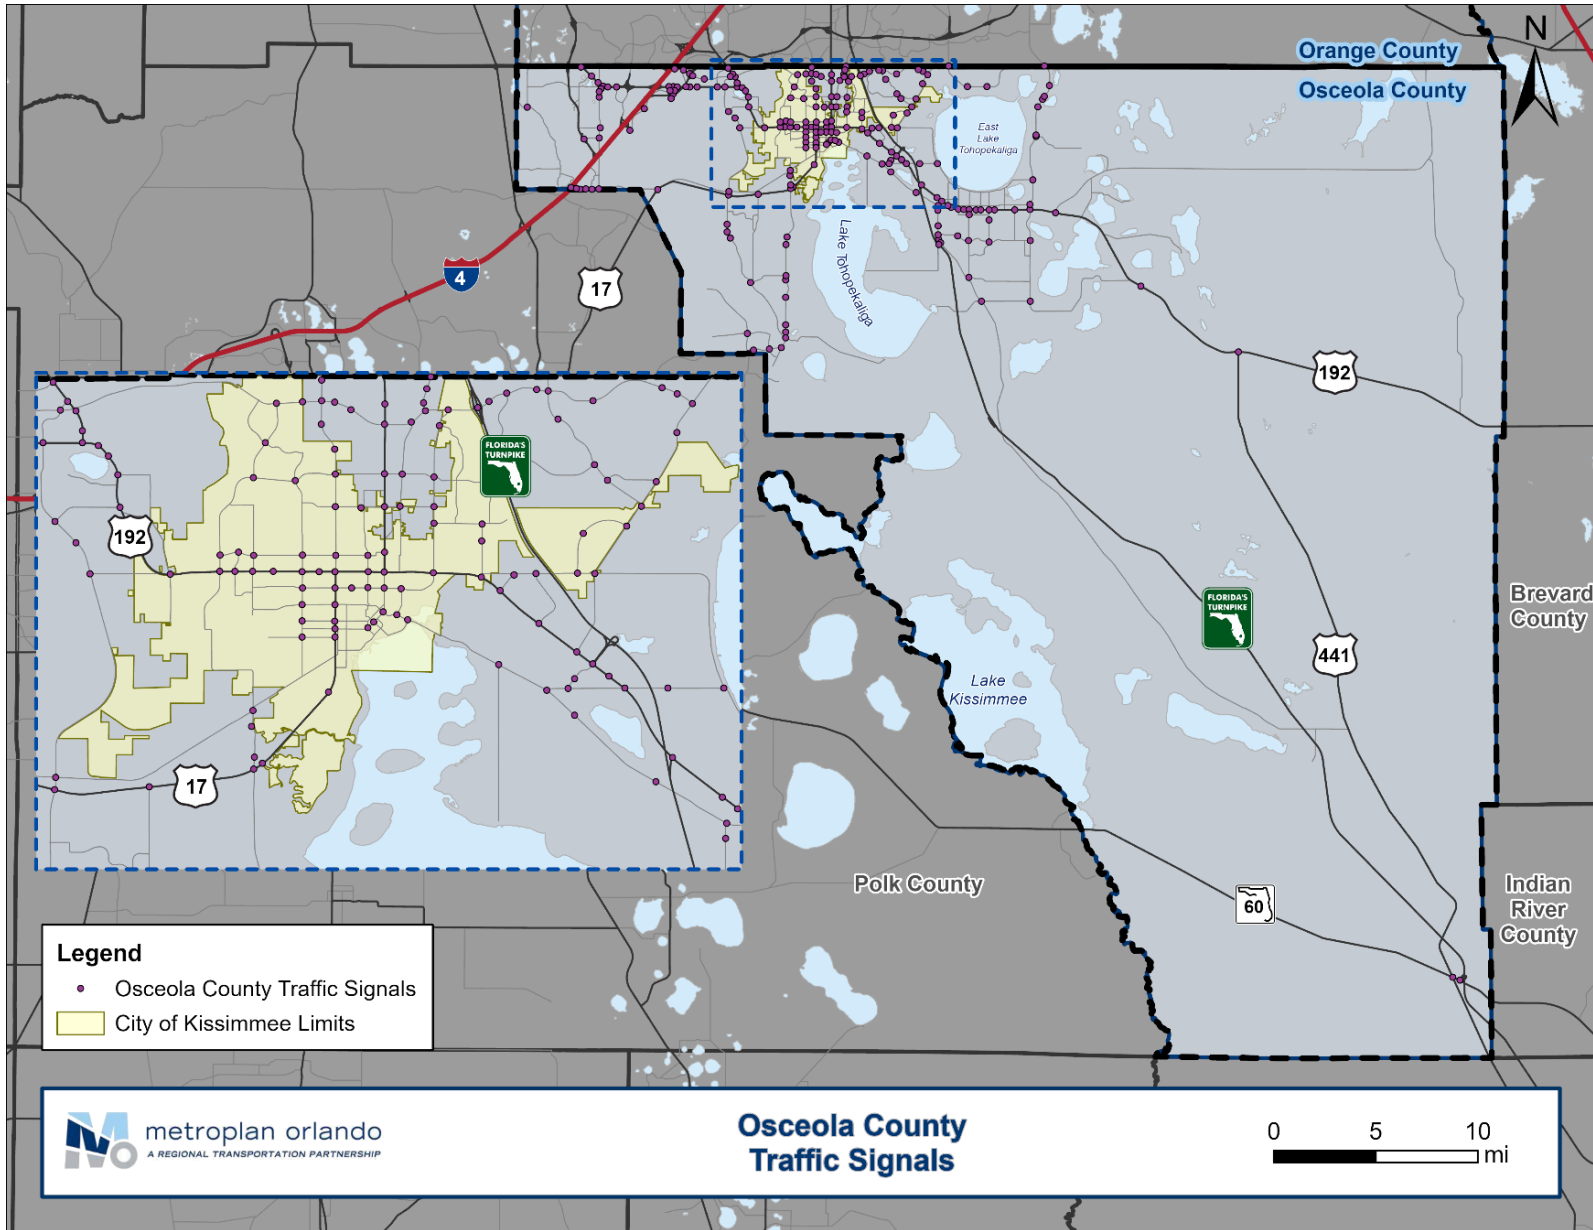 N
Orange County
Osceola County
East
Lake
Tohopekaliga
Lake Tohopekaliga
4
17
192
FLORIDA'S
TURNPIKE
192
17
FLORIDA'S
TURNPIKE
441
Brevard
County
Lake
Kissimmee
Polk County
60
Indian
River
County
Legend
Osceola County Traffic Signals
City of Kissimmee Limits
metroplan orlando
A REGIONAL TRANSPORTATION PARTNERSHIP
Osceola County
Traffic Signals
0 5 10
mi